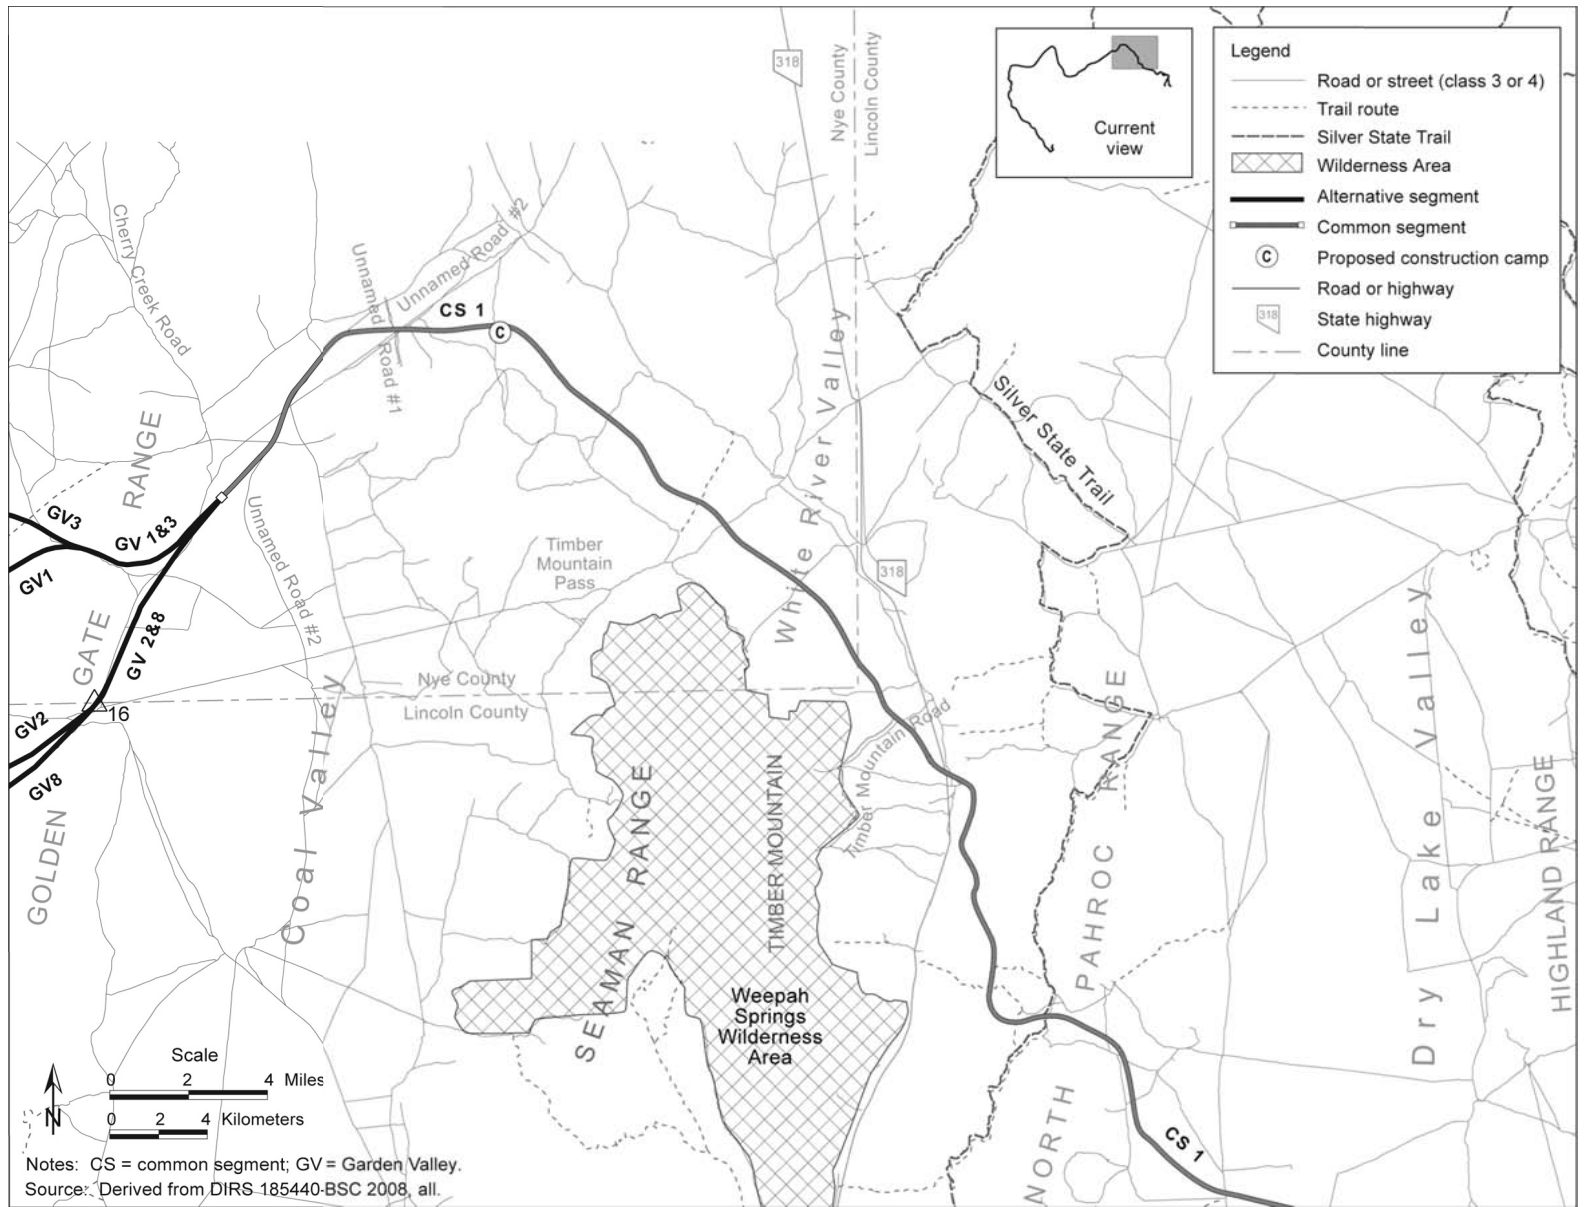 318
Nye County
Lincoln County
Current
view
Legend
Road or street (class 3 or 4)
Trail route
Silver State Trail
Wilderness Area
Alternative segment
Common segment
C
Proposed construction camp
Road or highway
318
State highway
County line
Cherry Creek Road
Unnamed Road #2
Unnamed Road #1
CS 1
C
White River Valley
Silver State Trail
RANGE
GV3
GV 1&3
GV1
Unnamed Road #2
Timber
Mountain
Pass
318
GATE
GV 2&8
Nye County
Lincoln County
16
GV2
GV8
GOLDEN
Coal Valley
SEAMAN RANGE
TIMBER MOUNTAIN
Timber Mountain Road
PAHROC RANGE
Dry Lake Valley
HIGHLAND RANGE
Weepah
Springs
Wilderness
Area
NORTH
CS 1
Scale
0 2 4 Miles
0 2 4 Kilometers
N
Notes: CS = common segment; GV = Garden Valley.
Source: Derived from DIRS 185440-BSC 2008, all.